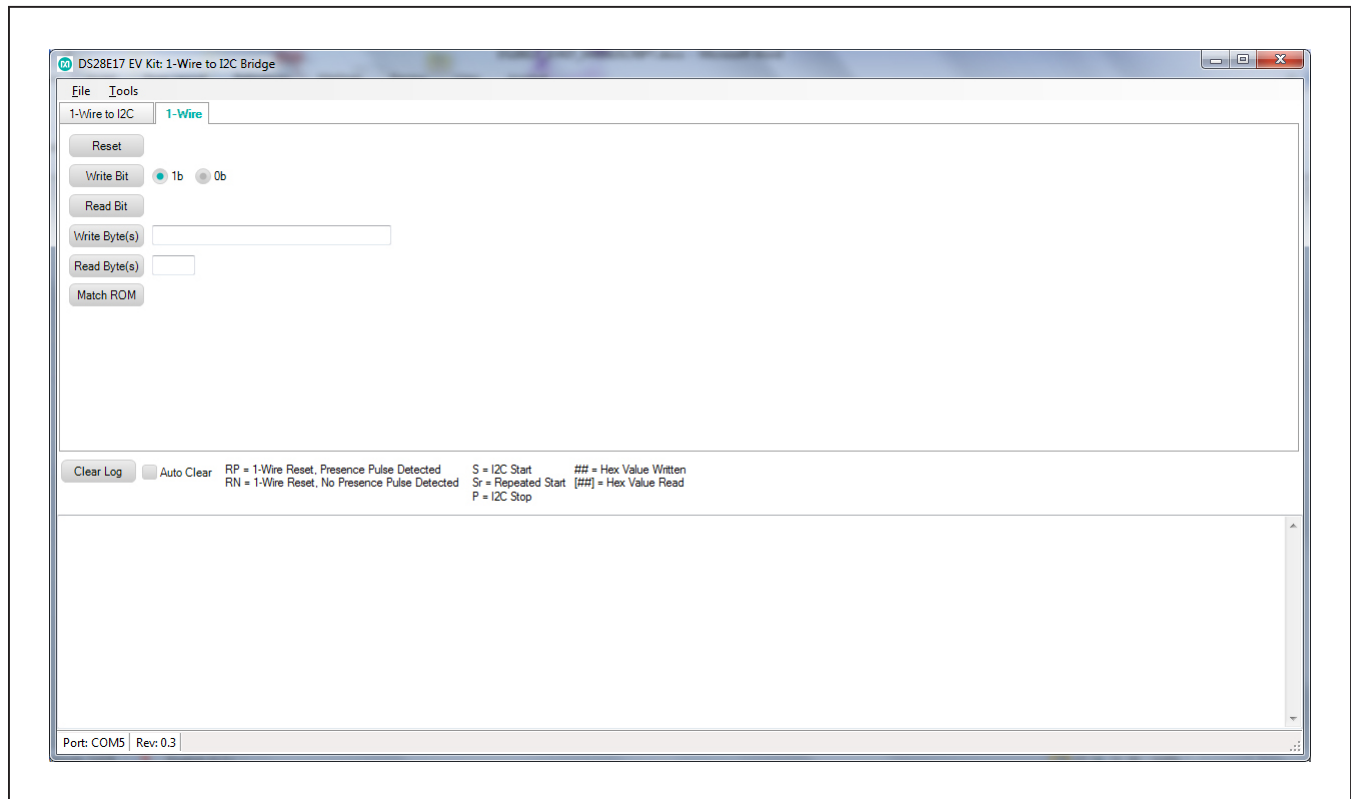 DS28E17 EV Kit: 1-Wire to I2C Bridge
File Tools
1-Wire to I2C 1-Wire
Reset
Write Bit 1b 0b
Read Bit
Write Byte(s)
Read Byte(s)
Match ROM
Clear Log Auto Clear RP = 1-Wire Reset, Presence Pulse Detected S = I2C Start ## = Hex Value Written
RN = 1-Wire Reset, No Presence Pulse Detected Sr = Repeated Start [##] = Hex Value Read
P = I2C Stop
Port: COM5 Rev: 0.3